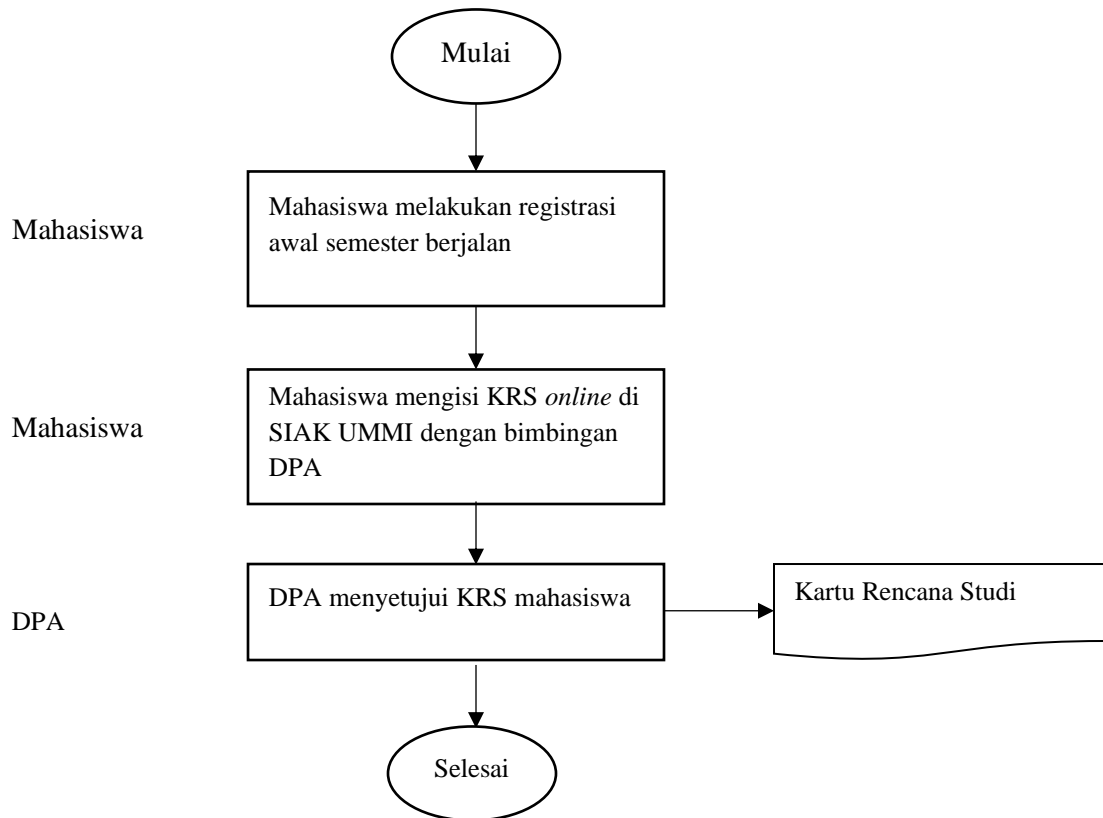 Mulai
Mahasiswa
Mahasiswa melakukan registrasi
awal semester berjalan
Mahasiswa
Mahasiswa mengisi KRS online di
SIAK UMMI dengan bimbingan
DPA
DPA
DPA menyetujui KRS mahasiswa
Kartu Rencana Studi
Selesai